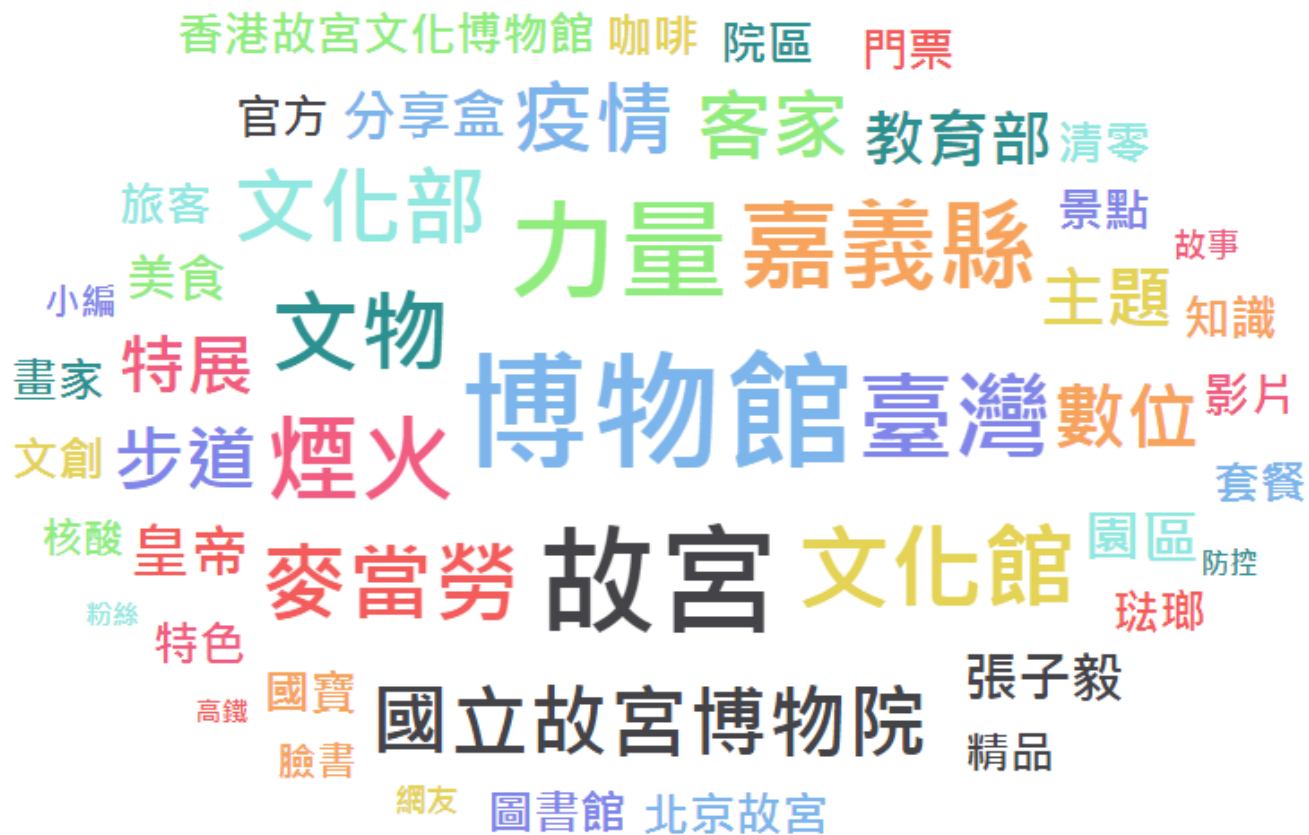 香港故宮文化博物館 咖啡 院區 門票
官方 分享盒 疫情 客家 教育部 清零
旅客 文化部 力量 嘉義縣 景點
故事
小編 美食 文物 主題 知識
畫家 特展 博物館 臺灣 數位 影片
文創 步道 煙火 套餐
核酸 皇帝 麥當勞 故宮 文化館 園區 防控
粉絲 特色 琺瑯
高鐵 國寶 國立故宮博物院 張子毅
臉書 精品
網友 圖書館 北京故宮